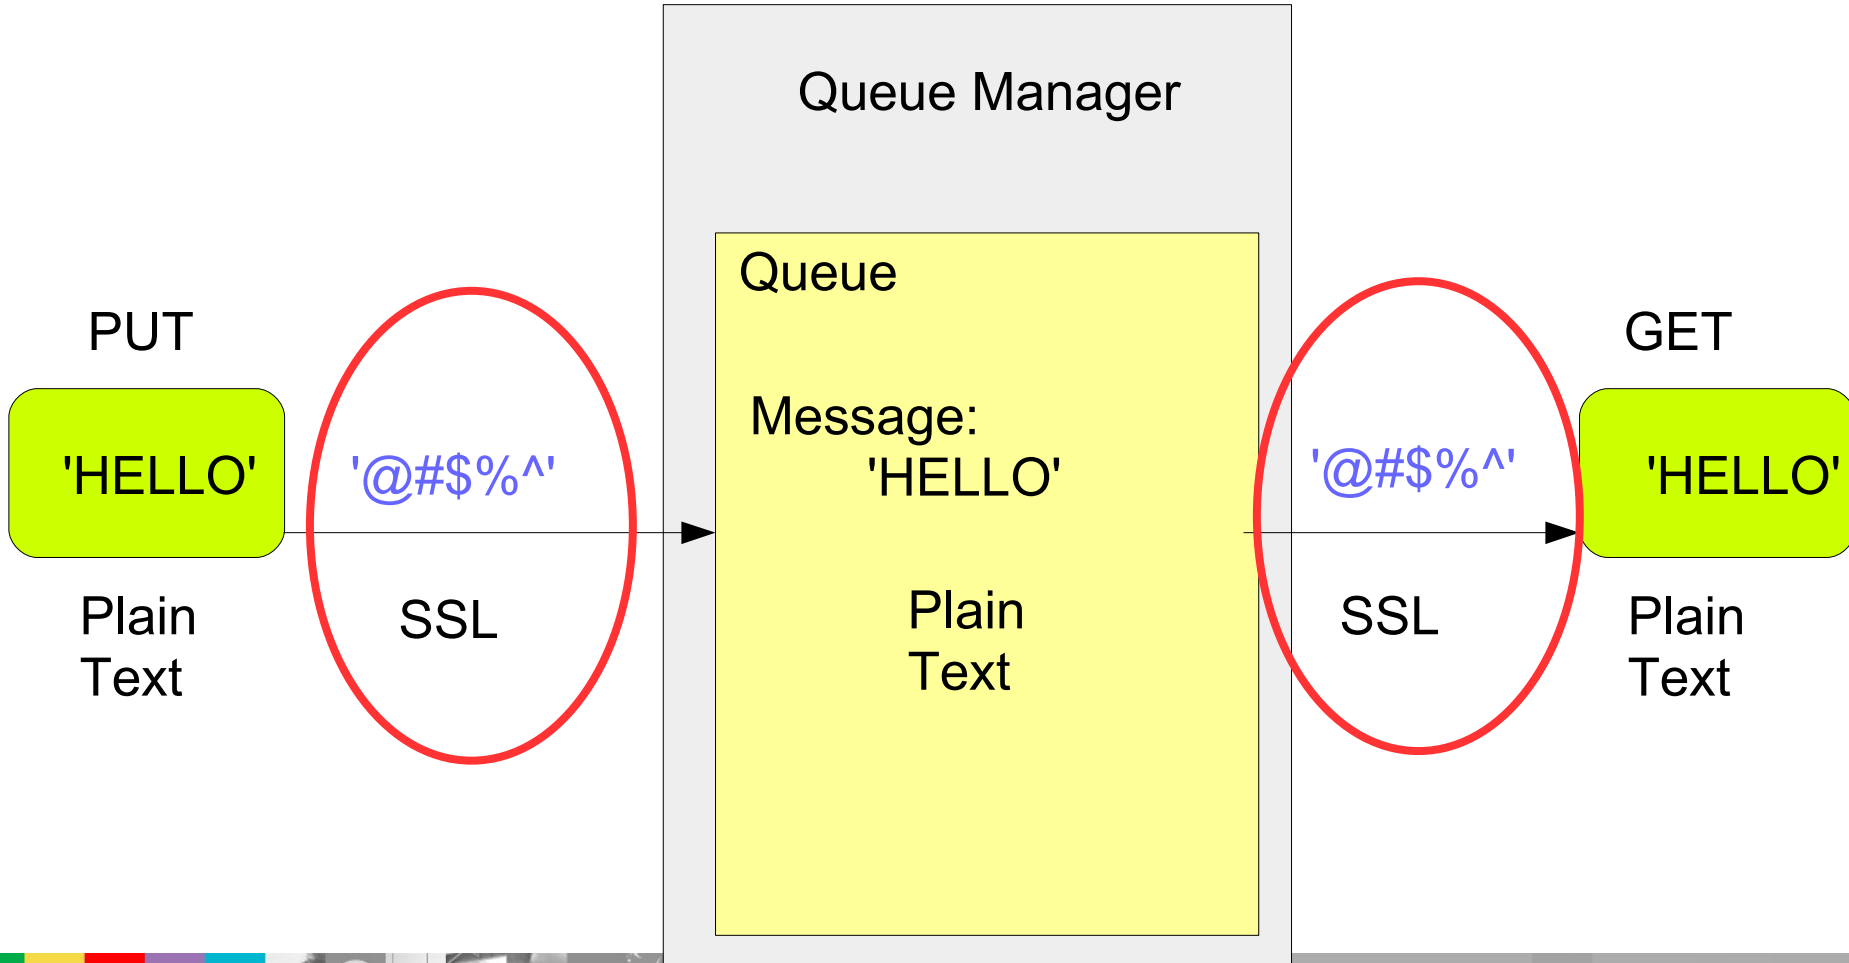 Queue Manager
Queue
PUT
GET
Message:
'HELLO'
'@#$%^'
'HELLO'
'@#$%^'
'HELLO'
Plain
Text
SSL
Plain
Text
SSL
Plain
Text